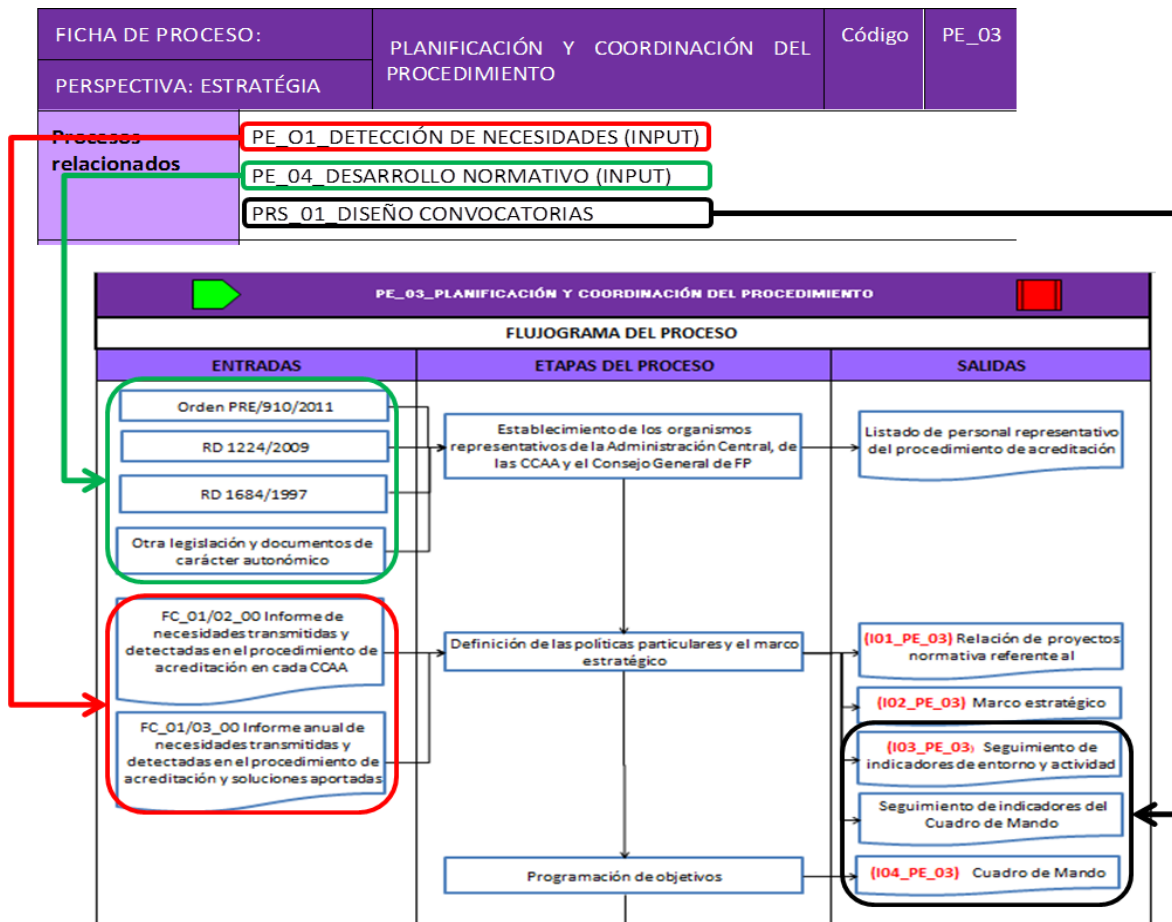 FICHA DE PROCESO:
PERSPECTIVA: ESTRATÉGIA
PLANIFICACIÓN Y COORDINACIÓN DEL
PROCEDIMIENTO
Código
PE_03
Procesos
relacionados
PE_O1_DETECCIÓN DE NECESIDADES (INPUT)
PE_04_DESARROLLO NORMATIVO (INPUT)
PRS_01_DISEÑO CONVOCATORIAS
PE_03_PLANIFICACIÓN Y COORDINACIÓN DEL PROCEDIMIENTO
FLUJOGRAMA DEL PROCESO
ENTRADAS
ETAPAS DEL PROCESO
SALIDAS
Orden PRE/910/2011
RD 1224/2009
RD 1684/1997
Otra legislación y documentos de
carácter autonómico
Establecimiento de los organismos
representativos de la Administración Central, de
las CCAA y el Consejo General de FP
Listado de personal representativo
del procedimiento de acreditación
FC_01/02_00 Informe de
necesidades transmitidas y
detectadas en el procedimiento de
acreditación en cada CCAA
FC_01/03_00 Informe anual de
necesidades transmitidas y
detectadas en el procedimiento de
acreditación y soluciones aportadas
Definición de las políticas particulares y el marco
estratégico
(I01_PE_03) Relación de proyectos
normativa referente al
(I02_PE_03) Marco estratégico
(I03_PE_03) Seguimiento de
indicadores de entorno y actividad
Seguimiento de indicadores del
Cuadro de Mando
Programación de objetivos
(I04_PE_03) Cuadro de Mando